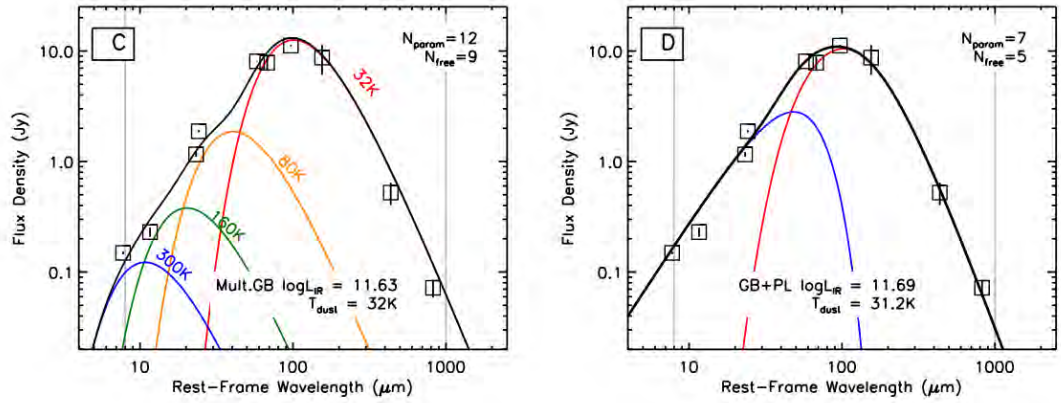 C
N_param=12
N_free=9
10.0
1.0
0.1
Flux Density (Jy)
32K
80K
160K
300K
Mult.GB logL_IR = 11.63
T_dust = 32K
10
100
1000
Rest-Frame Wavelength (μm)
D
N_param=7
N_free=5
10.0
1.0
0.1
Flux Density (Jy)
GB+PL logL_IR = 11.69
T_dust = 31.2K
10
100
1000
Rest-Frame Wavelength (μm)